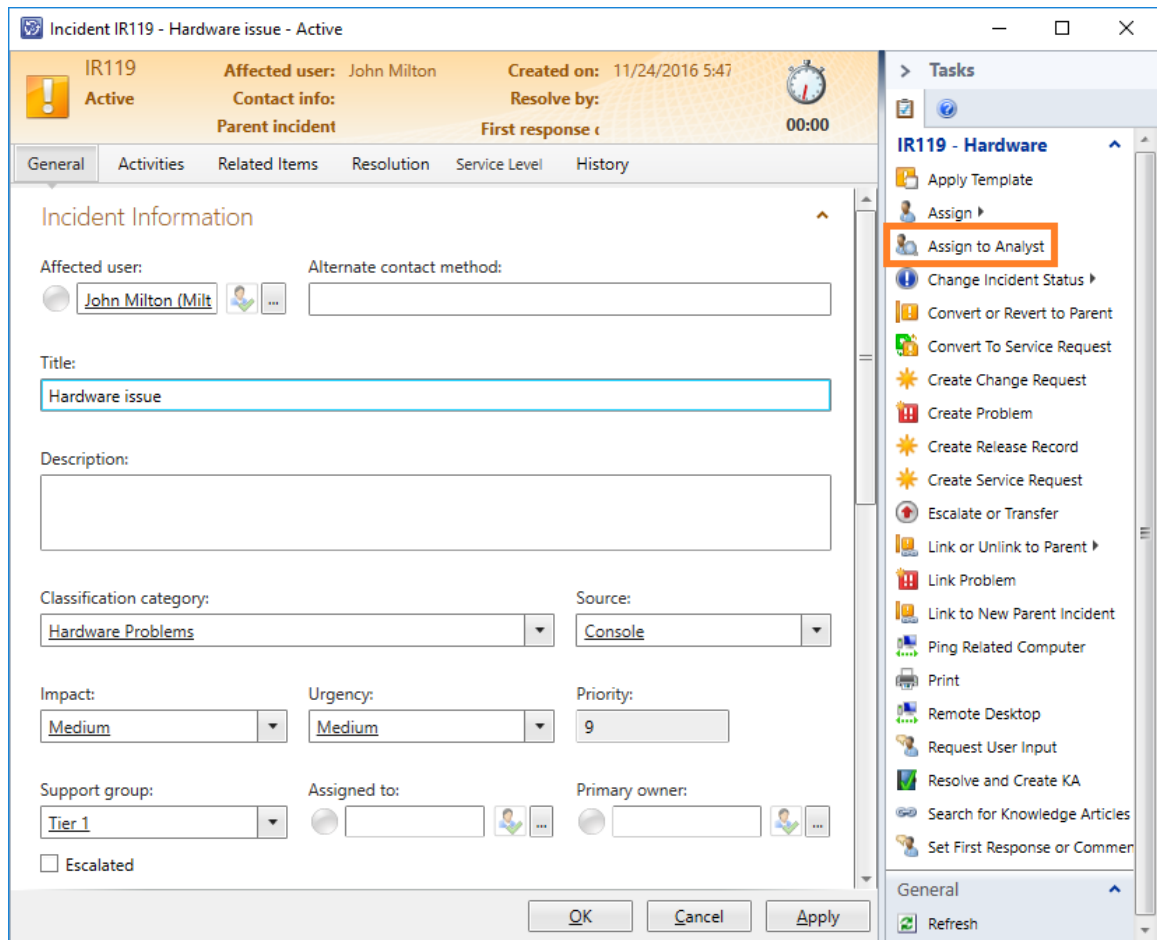 Incident IR119 - Hardware issue - Active
IR119
Active
Affected user: John Milton
Contact info:
Parent incident
Created on: 11/24/2016 5:47
Resolve by:
First response
00:00
General Activities Related Items Resolution Service Level History
Incident Information
Affected user:
John Milton (Milt
...
Alternate contact method:
Title:
Hardware issue
Description:
Classification category:
Hardware Problems
Source:
Console
Impact:
Medium
Urgency:
Medium
Priority:
9
Support group:
Tier 1
Assigned to:
...
Primary owner:
...
Escalated
OK Cancel Apply
Tasks
IR119 - Hardware
Apply Template
Assign
Assign to Analyst
Change Incident Status
Convert or Revert to Parent
Convert To Service Request
Create Change Request
Create Problem
Create Release Record
Create Service Request
Escalate or Transfer
Link or Unlink to Parent
Link Problem
Link to New Parent Incident
Ping Related Computer
Print
Remote Desktop
Request User Input
Resolve and Create KA
Search for Knowledge Articles
Set First Response or Commen
General
Refresh